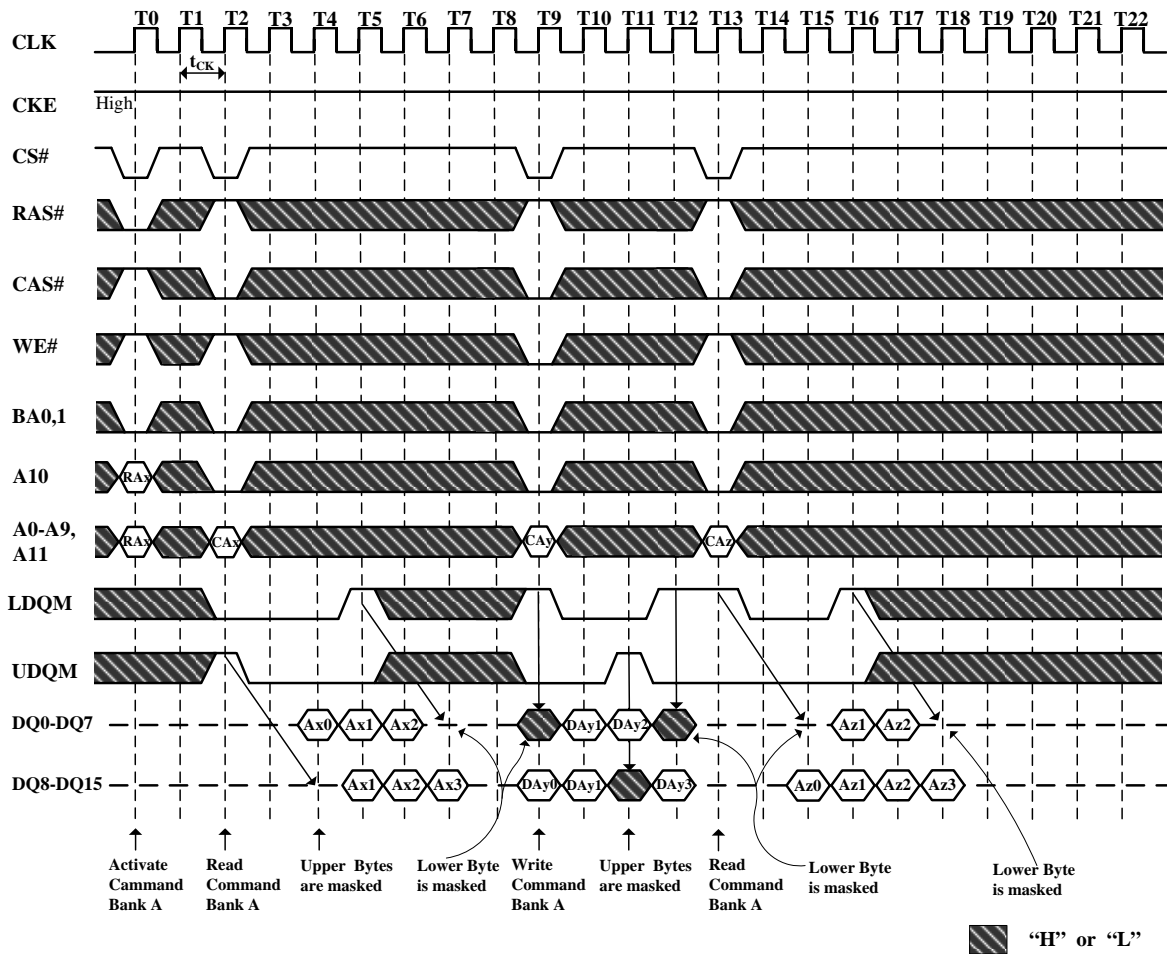 T0 T1 T2 T3 T4 T5 T6 T7 T8 T9 T10 T11 T12 T13 T14 T15 T16 T17 T18 T19 T20 T21 T22
CLK
tCK
CKE
High
CS#
RAS#
CAS#
WE#
BA0,1
A10
RAx
A0-A9,
A11
RAx CAx CAy CAz
LDQM
UDQM
DQ0-DQ7
Ax0 Ax1 Ax2 DAy1 DAy2 Az1 Az2
DQ8-DQ15
Ax1 Ax2 Ax3 DAy0 DAy1 DAy3 Az0 Az1 Az2 Az3
Activate
Cammand
Bank A
Read
Command
Bank A
Upper Bytes
are masked
Lower Byte
is masked
Write
Command
Bank A
Upper Bytes
are masked
Read
Command
Bank A
Lower Byte
is masked
Lower Byte
is masked
“H” or “L”